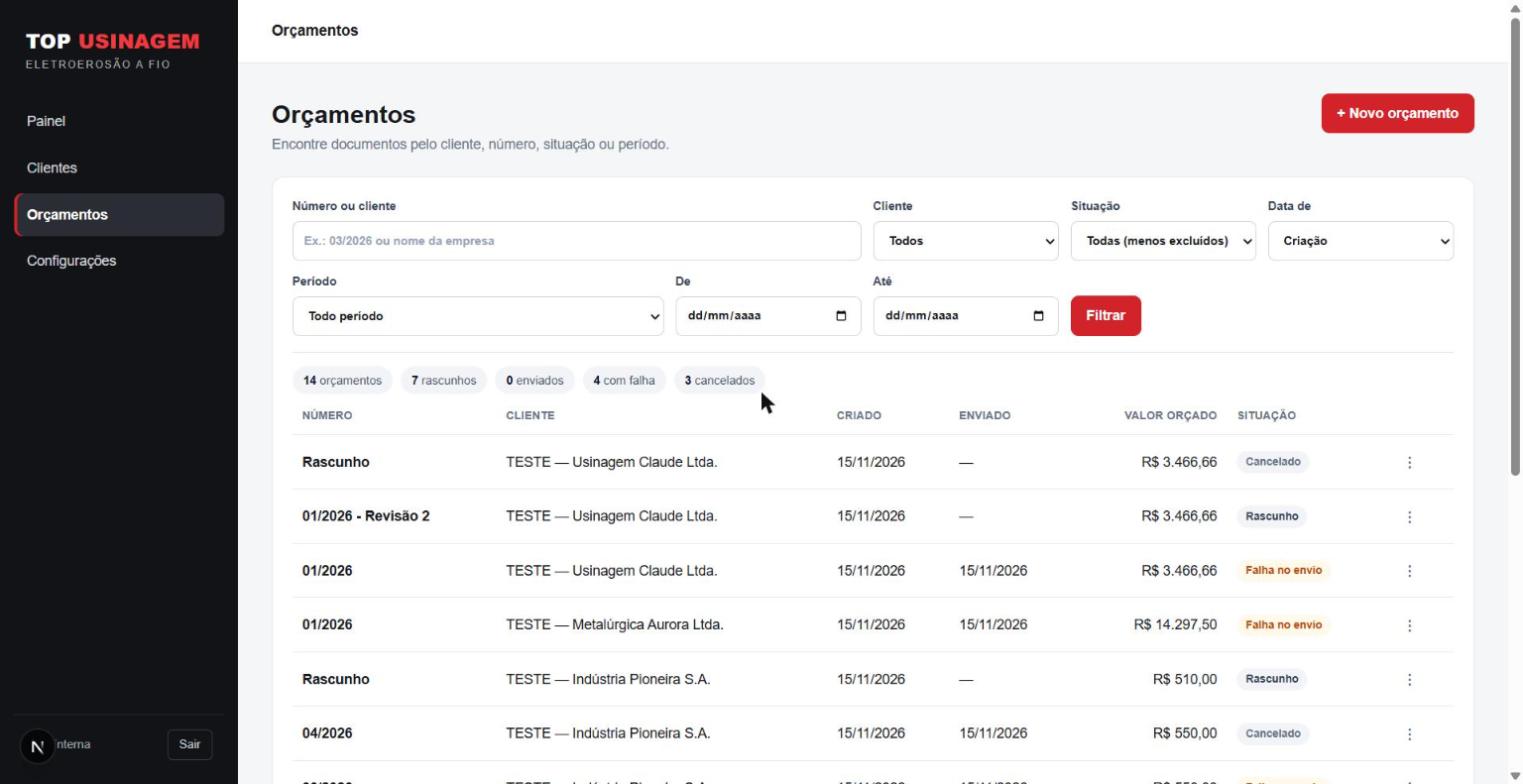 TOP USINAGEM
ELETROEROSÃO A FIO
Painel
Clientes
Orçamentos
Configurações
nterna
Sair
Orçamentos
Orçamentos
Encontre documentos pelo cliente, número, situação ou período.
+ Novo orçamento
Número ou cliente Cliente Situação Data de
Ex.: 03/2026 ou nome da empresa Todos Todas (menos excluídos) Criação
Período De Até
Todo período dd/mm/aaaa dd/mm/aaaa Filtrar
14 orçamentos 7 rascunhos 0 enviados 4 com falha 3 cancelados
NÚMERO CLIENTE CRIADO ENVIADO VALOR ORÇADO SITUAÇÃO
Rascunho TESTE — Usinagem Claude Ltda. 15/11/2026 — R$ 3.466,66 Cancelado
01/2026 - Revisão 2 TESTE — Usinagem Claude Ltda. 15/11/2026 — R$ 3.466,66 Rascunho
01/2026 TESTE — Usinagem Claude Ltda. 15/11/2026 15/11/2026 R$ 3.466,66 Falha no envio
01/2026 TESTE — Metalúrgica Aurora Ltda. 15/11/2026 15/11/2026 R$ 14.297,50 Falha no envio
Rascunho TESTE — Indústria Pioneira S.A. 15/11/2026 — R$ 510,00 Rascunho
04/2026 TESTE — Indústria Pioneira S.A. 15/11/2026 15/11/2026 R$ 550,00 Cancelado